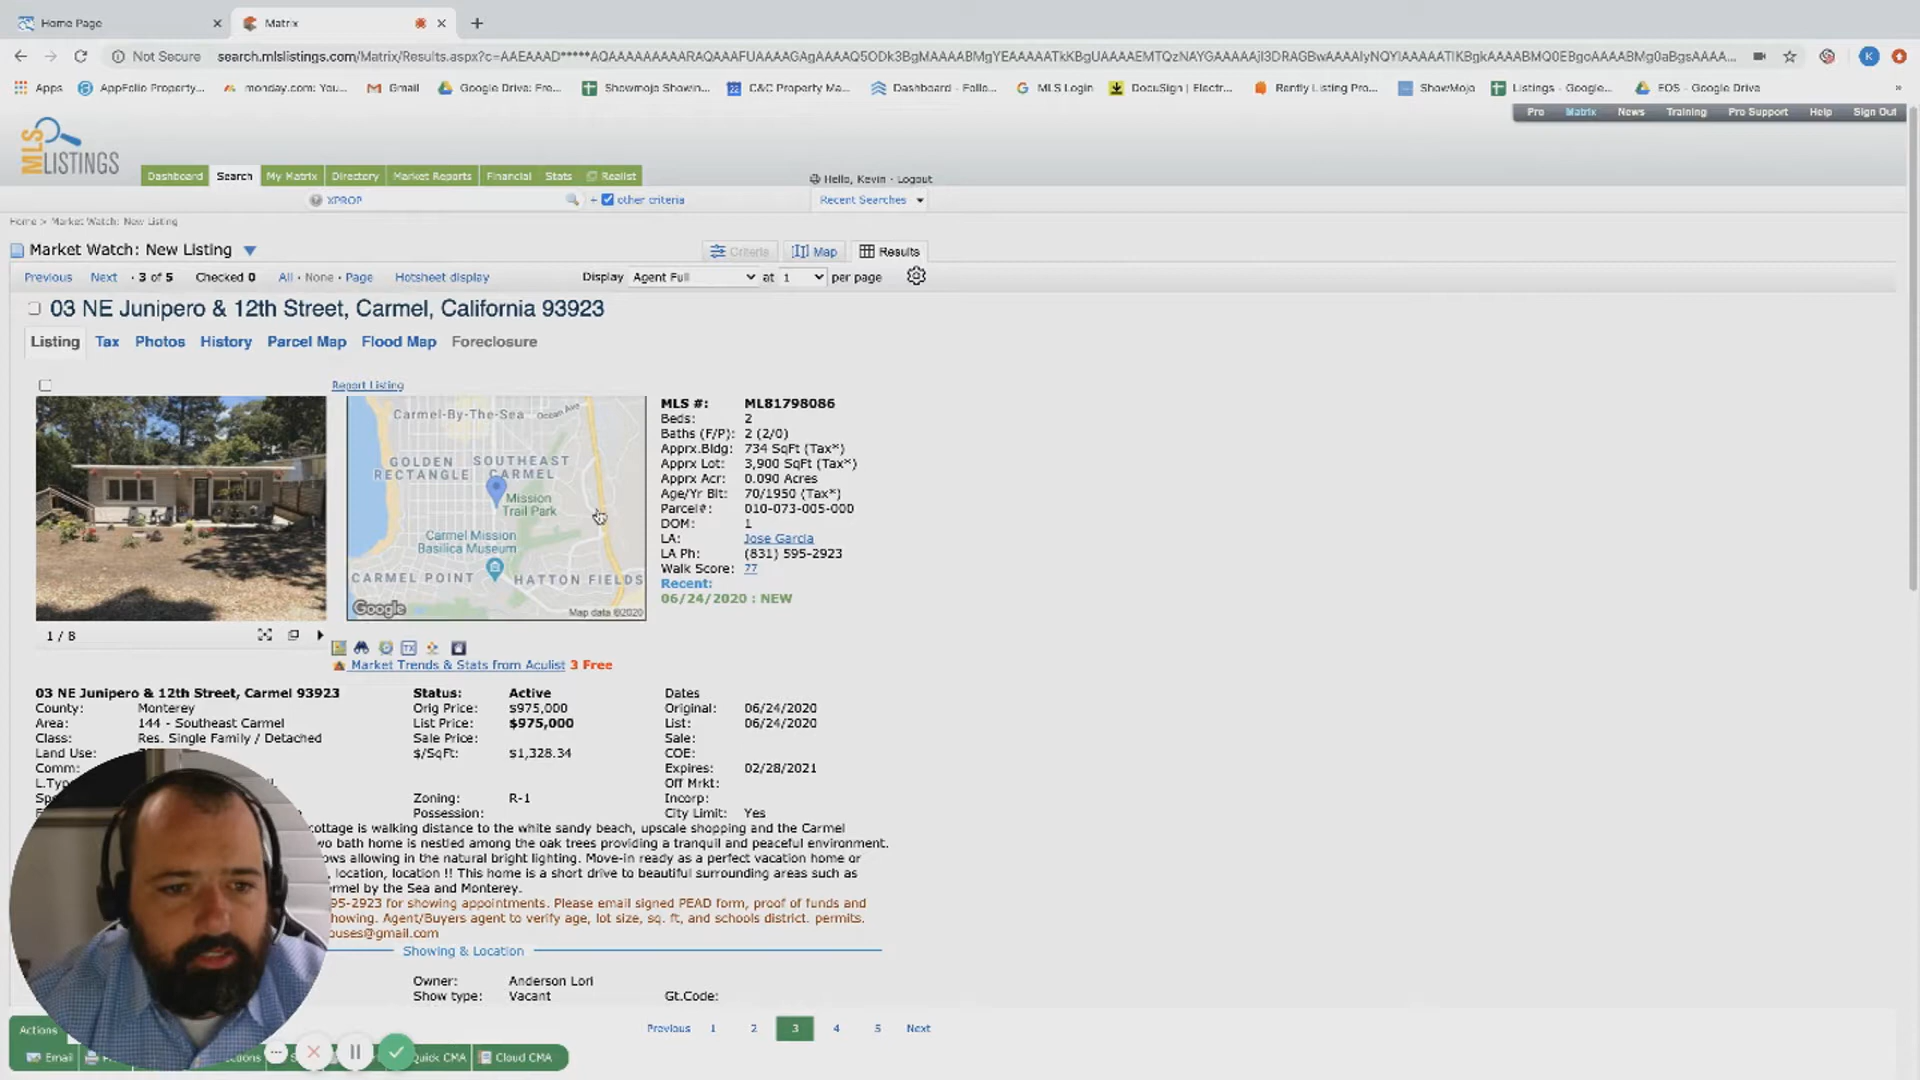 Home Page
Matrix
Not Secure
search.mlslistings.com/Matrix/Results.aspx?c=
Apps
AppFolio Property...
monday.com: You...
Gmail
Google Drive: Fre...
Showmojo Showin...
C&C Property Ma...
Dashboard - Follo...
MLS Login
DocuSign | Electr...
Rently Listing Pro...
ShowMojo
Listings - Google...
EOS - Google Drive
Pro
Matrix
News
Training
Pro Support
Help
Sign Out
MLS LISTINGS
Dashboard
Search
My Matrix
Directory
Market Reports
Financial
Stats
Realist
Hello, Kevin - Logout
XPROP
+ other criteria
Recent Searches
Home > Market Watch: New Listing
Market Watch: New Listing
Criteria
Map
Results
Previous Next · 3 of 5 Checked 0 All · None · Page Hotsheet display
Display Agent Full at 1 per page
03 NE Junipero & 12th Street, Carmel, California 93923
Listing
Tax
Photos
History
Parcel Map
Flood Map
Foreclosure
Report Listing
Carmel-By-The-Sea
Ocean Ave
GOLDEN RECTANGLE
SOUTHEAST CARMEL
Mission Trail Park
Carmel Mission Basilica Museum
CARMEL POINT
HATTON FIELDS
Google
Map data ©2020
MLS #: ML81798086
Beds: 2
Baths (F/P): 2 (2/0)
Apprx.Bldg: 734 SqFt (Tax*)
Apprx Lot: 3,900 SqFt (Tax*)
Apprx Acr: 0.090 Acres
Age/Yr Blt: 70/1950 (Tax*)
Parcel#: 010-073-005-000
DOM: 1
LA: Jose Garcia
LA Ph: (831) 595-2923
Walk Score: 77
Recent:
06/24/2020 : NEW
1 / 8
TX
Market Trends & Stats from Aculist 3 Free
03 NE Junipero & 12th Street, Carmel 93923
County: Monterey
Area: 144 - Southeast Carmel
Class: Res. Single Family / Detached
Land Use:
Comm:
Status: Active
Orig Price: $975,000
List Price: $975,000
Sale Price:
$/SqFt: $1,328.34
Zoning: R-1
Possession:
Dates
Original: 06/24/2020
List: 06/24/2020
Sale:
COE:
Expires: 02/28/2021
Off Mrkt:
Incorp:
City Limit: Yes
cottage is walking distance to the white sandy beach, upscale shopping and the Carmel
bath home is nestled among the oak trees providing a tranquil and peaceful environment.
allowing in the natural bright lighting. Move-in ready as a perfect vacation home or
, location, location !! This home is a short drive to beautiful surrounding areas such as
by the Sea and Monterey.
95-2923 for showing appointments. Please email signed PEAD form, proof of funds and
howing. Agent/Buyers agent to verify age, lot size, sq. ft, and schools district. permits.
ouses@gmail.com
Showing & Location
Owner: Anderson Lori
Show type: Vacant
Gt.Code:
Previous 1 2 3 4 5 Next
Actions
Email
Quick CMA
Cloud CMA